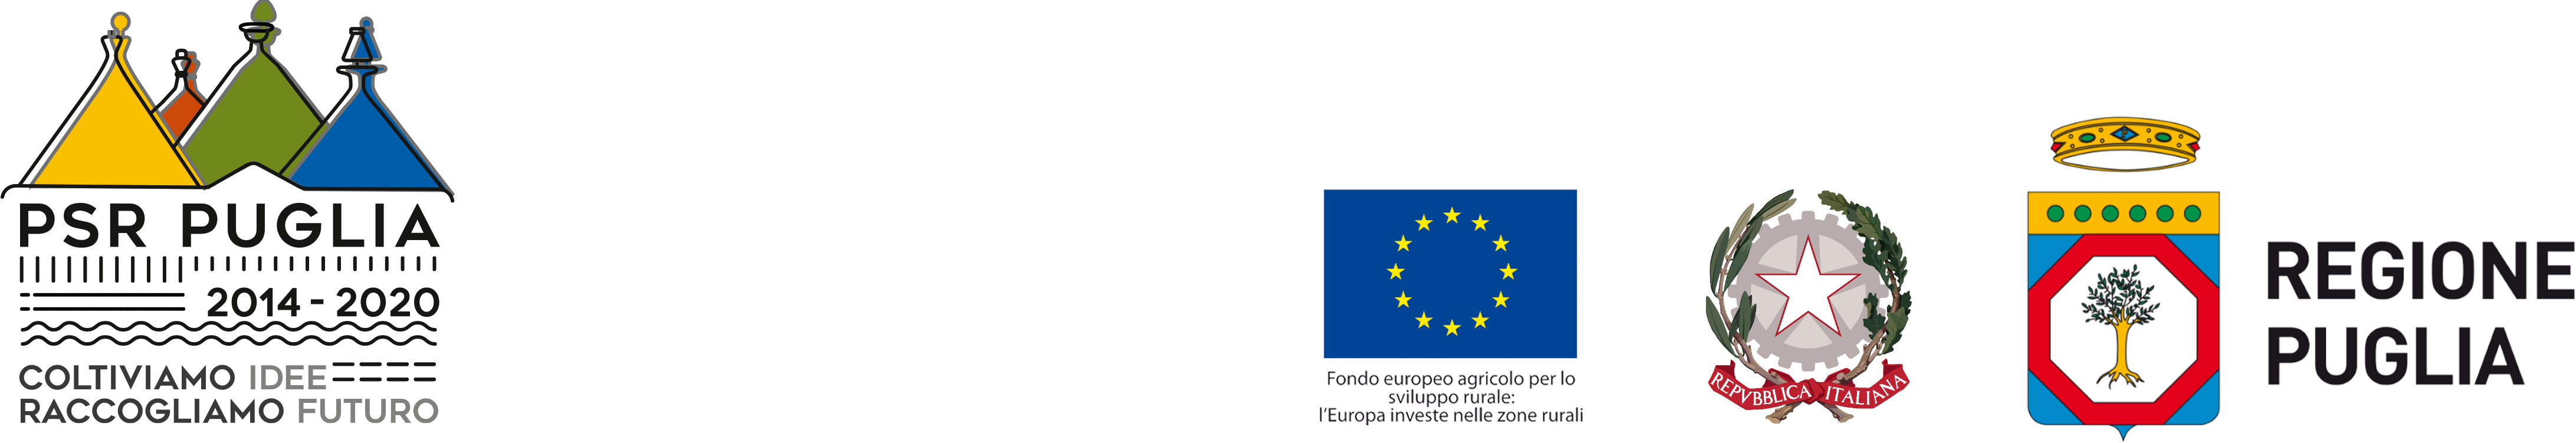 PSR PUGLIA
2014 - 2020
COLTIVIAMO IDEE
RACCOGLIAMO FUTURO
Fondo europeo agricolo per lo
sviluppo rurale:
l'Europa investe nelle zone rurali
REPVBBLICA ITALIANA
REGIONE
PUGLIA